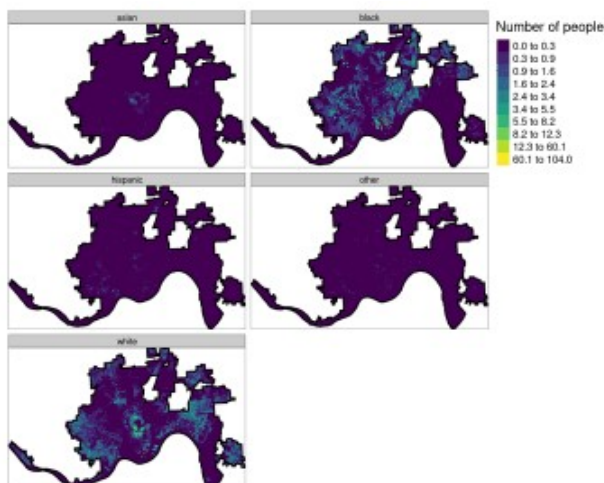 asian
black
Number of people
0.0 to 0.3
0.3 to 0.9
0.9 to 1.6
1.6 to 2.4
2.4 to 3.4
3.4 to 5.5
5.5 to 8.2
8.2 to 12.3
12.3 to 60.1
60.1 to 104.0
hispanic
other
white